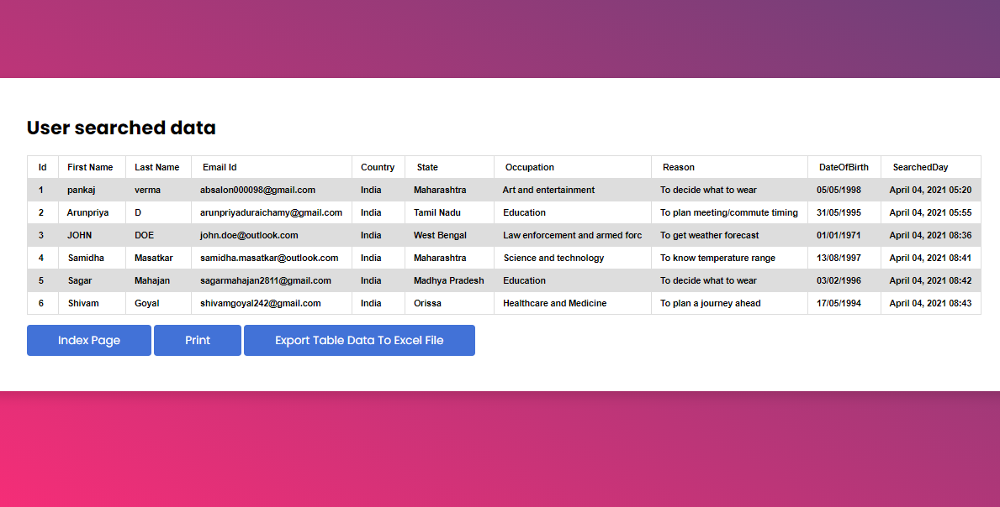 User searched data
Id First Name Last Name Email Id Country State Occupation Reason DateOfBirth SearchedDay
1 pankaj verma absalon000098@gmail.com India Maharashtra Art and entertainment To decide what to wear 05/05/1998 April 04, 2021 05:20
2 Arunpriya D arunpriyaduraichamy@gmail.com India Tamil Nadu Education To plan meeting/commute timing 31/05/1995 April 04, 2021 05:55
3 JOHN DOE john.doe@outlook.com India West Bengal Law enforcement and armed forc To get weather forecast 01/01/1971 April 04, 2021 08:36
4 Samidha Masatkar samidha.masatkar@outlook.com India Maharashtra Science and technology To know temperature range 13/08/1997 April 04, 2021 08:41
5 Sagar Mahajan sagarmahajan2811@gmail.com India Madhya Pradesh Education To decide what to wear 03/02/1996 April 04, 2021 08:42
6 Shivam Goyal shivamgoyal242@gmail.com India Orissa Healthcare and Medicine To plan a journey ahead 17/05/1994 April 04, 2021 08:43
Index Page Print Export Table Data To Excel File